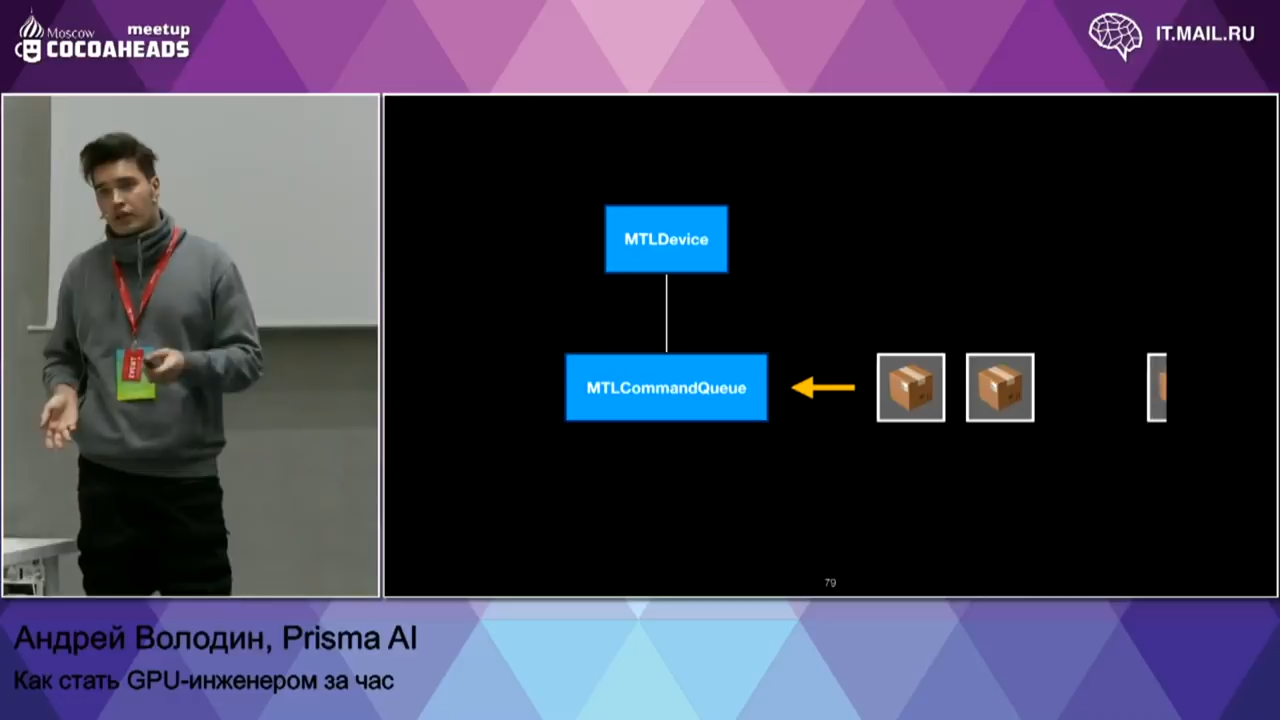 Moscow meetup
COCOAHEADS
IT.MAIL.RU
MTLDevice
MTLCommandQueue
EVENT
79
Андрей Володин, Prisma AI
Как стать GPU-инженером за час